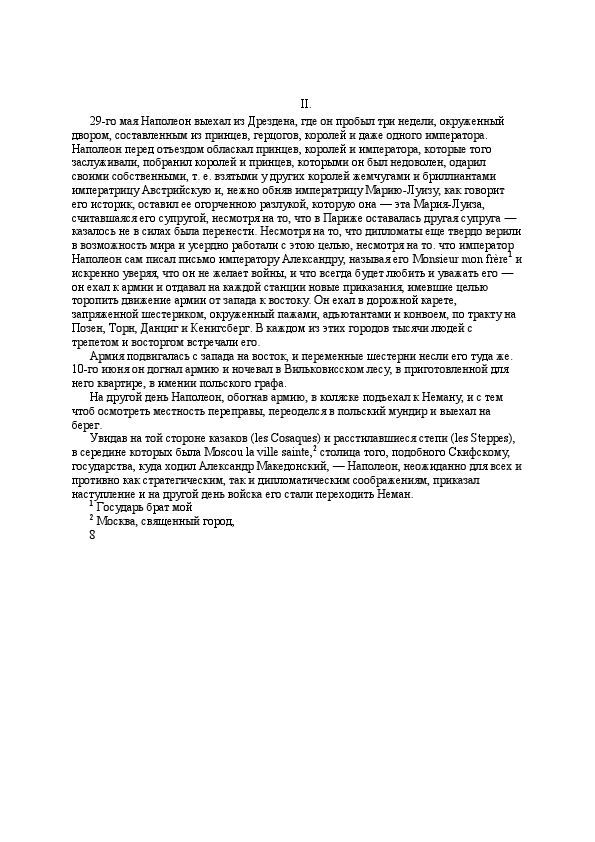 II.
29-го мая Наполеон выехал из Дрездена, где он пробыл три недели, окруженный
двором, составленным из принцев, герцогов, королей и даже одного императора.
Наполеон перед отъездом обласкал принцев, королей и императора, которые того
заслуживали, побранил королей и принцев, которыми он был недоволен, одарил
своими собственными, т. е. взятыми у других королей жемчугами и бриллиантами
императрицу Австрийскую и, нежно обняв императрицу Марию-Луизу, как говорит
его историк, оставил ее огорченною разлукой, которую она — эта Мария-Луиза,
считавшаяся его супругой, несмотря на то, что в Париже оставалась другая супруга —
казалось не в силах была перенести. Несмотря на то, что дипломаты еще твердо верили
в возможность мира и усердно работали с этою целью, несмотря на то. что император
Наполеон сам писал письмо императору Александру, называя его Monsieur mon frère¹ и
искренно уверяя, что он не желает войны, и что всегда будет любить и уважать его —
он ехал к армии и отдавал на каждой станции новые приказания, имевшие целью
торопить движение армии от запада к востоку. Он ехал в дорожной карете,
запряженной шестериком, окруженный пажами, адъютантами и конвоем, по тракту на
Позен, Торн, Данциг и Кенигсберг. В каждом из этих городов тысячи людей с
трепетом и восторгом встречали его.
Армия подвигалась с запада на восток, и переменные шестерни несли его туда же.
10-го июня он догнал армию и ночевал в Вильковисском лесу, в приготовленной для
него квартире, в имении польского графа.
На другой день Наполеон, обогнав армию, в коляске подъехал к Неману, и с тем
чтоб осмотреть местность переправы, переоделся в польский мундир и выехал на
берег.
Увидав на той стороне казаков (les Cosaques) и расстилавшиеся степи (les Steppes),
в середине которых была Moscou la ville sainte,² столица того, подобного Скифскому,
государства, куда ходил Александр Македонский, — Наполеон, неожиданно для всех и
противно как стратегическим, так и дипломатическим соображениям, приказал
наступление и на другой день войска его стали переходить Неман.
¹ Государь брат мой
² Москва, священный город,
8